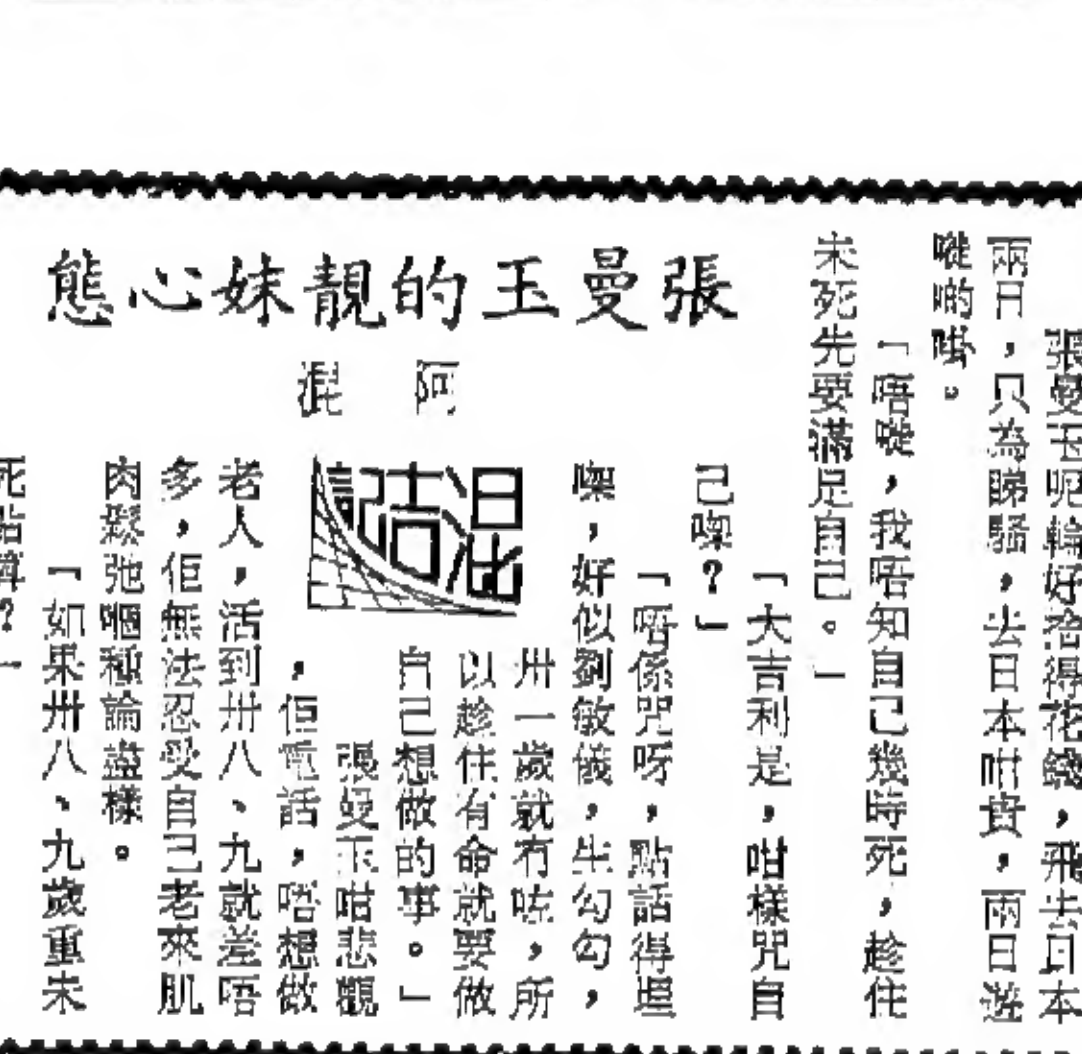 張曼玉的靚妹心態
阿混
混沽記
張曼玉呢輪好捨得花錢，飛去日本
兩日，只為睇騷，去日本咁貴，兩日遊
嘥啲啩。
「唔嘥，我唔知自己幾時死，趁住
未死先要滿足自己。」
「大吉利是，咁樣咒自
己㗎？」
「唔係咒呀，點話得埋
㗎，好似劉敏儀，生勾勾，
卅一歲就有咗，所
以趁住有命就要做
自己想做的事。」
張曼玉咁悲觀
，佢電話，唔想做
老人，活到卅八、九就差唔
多，佢無法忍受自己老來肌
肉鬆弛嗰種論盡樣。
「如果卅八、九歲重未
死點算？」